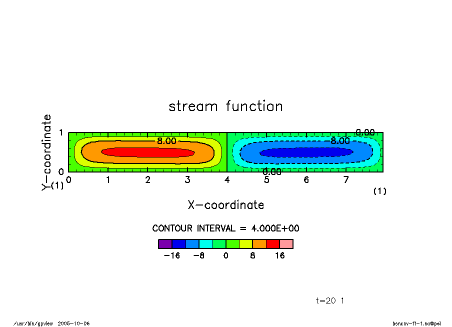 stream function
0.00
1
8.00
8.00
Y-coordinate
0
0.00
(1)
0 1 2 3 4 5 6 7
(1)
X-coordinate
CONTOUR INTERVAL = 4.000E+00
-16 -8 0 8 16
t=20 1
/usr/bin/gpview 2005-10-06